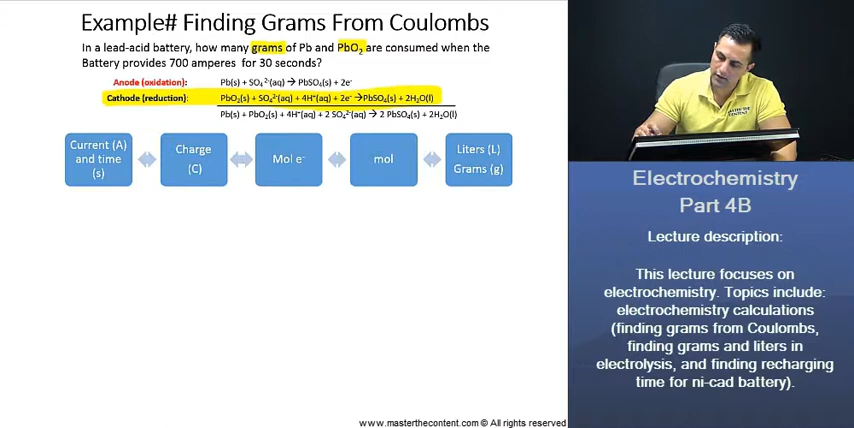 Example# Finding Grams From Coulombs
In a lead-acid battery, how many grams of Pb and PbO₂ are consumed when the
Battery provides 700 amperes for 30 seconds?
Anode (oxidation): Pb(s) + SO₄²⁻(aq) → PbSO₄(s) + 2e⁻
Cathode (reduction): PbO₂(s) + SO₄²⁻(aq) + 4H⁺(aq) + 2e⁻ → PbSO₄(s) + 2H₂O(l)
Pb(s) + PbO₂(s) + 4H⁺(aq) + 2 SO₄²⁻(aq) → 2 PbSO₄(s) + 2H₂O(l)
Current (A)
and time
(s)
Charge
(C)
Mol e⁻
mol
Liters (L)
Grams (g)
MASTER THE
CONTENT
Electrochemistry
Part 4B
Lecture description:
This lecture focuses on
electrochemistry. Topics include:
electrochemistry calculations
(finding grams from Coulombs,
finding grams and liters in
electrolysis, and finding recharging
time for ni-cad battery).
www.masterthecontent.com © All rights reserved